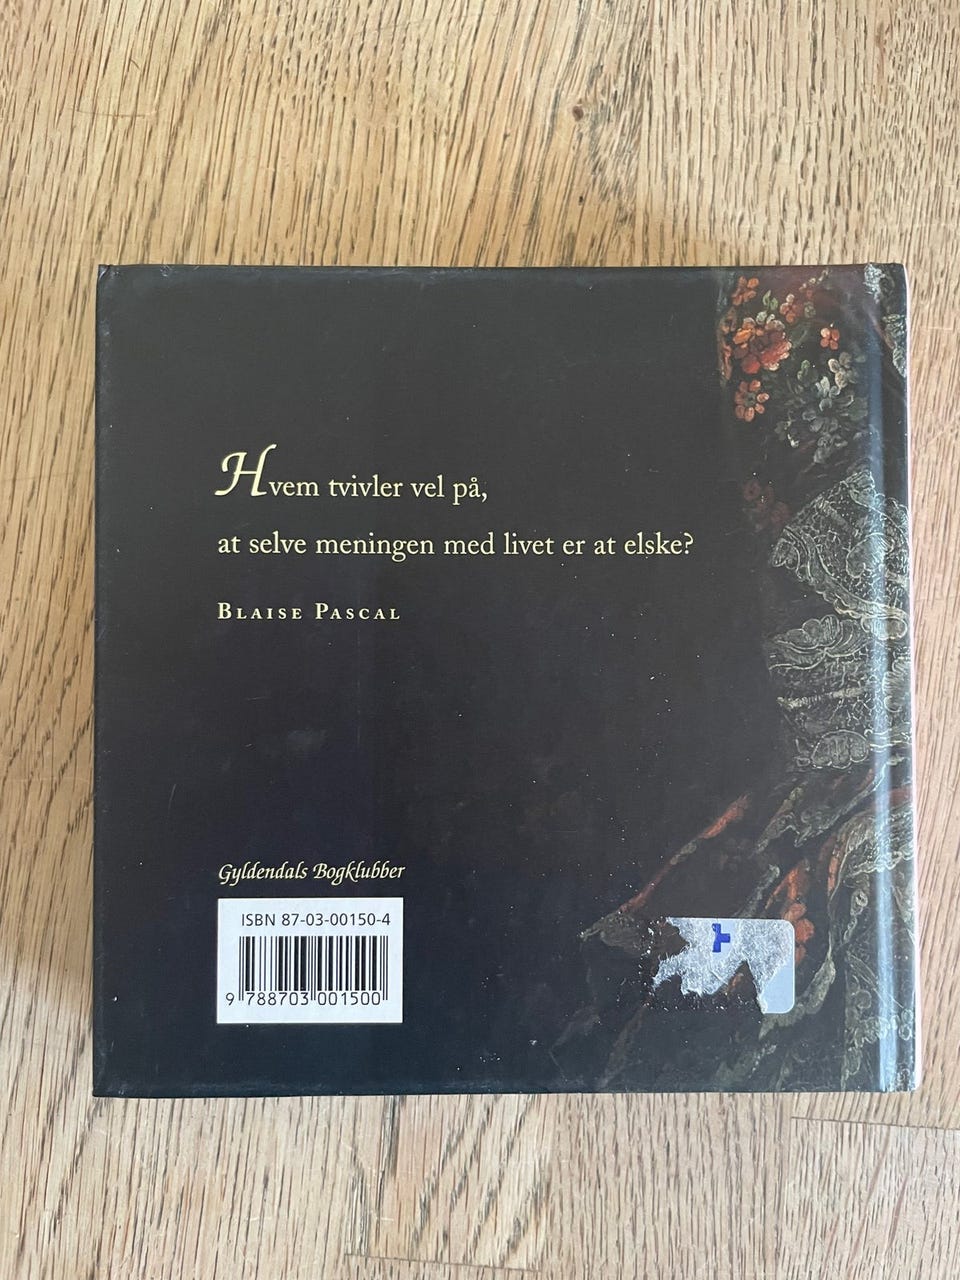 Hvem tvivler vel på,
at selve meningen med livet er at elske?
BLAISE PASCAL
Gyldendals Bogklubber
ISBN 87-03-00150-4
9 788703 001500